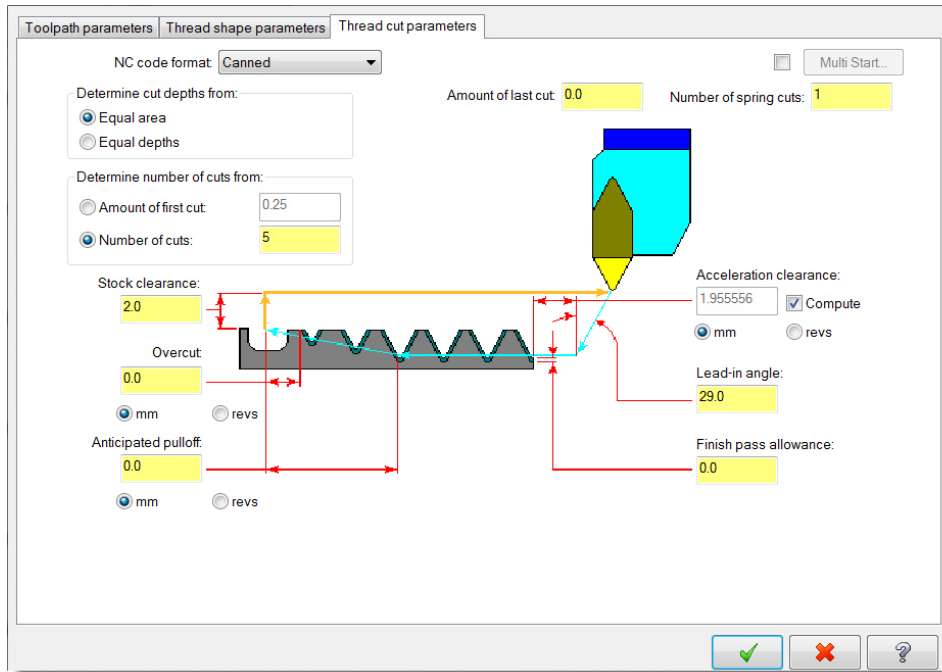 Toolpath parameters Thread shape parameters Thread cut parameters
NC code format: Canned Multi Start...
Determine cut depths from:
Amount of last cut: 0.0 Number of spring cuts: 1
Equal area
Equal depths
Determine number of cuts from:
Amount of first cut: 0.25
Number of cuts: 5
Stock clearance:
2.0
Acceleration clearance:
1.955556 Compute
mm revs
Overcut:
0.0
mm revs
Lead-in angle:
29.0
Anticipated pulloff:
0.0
mm revs
Finish pass allowance:
0.0
?